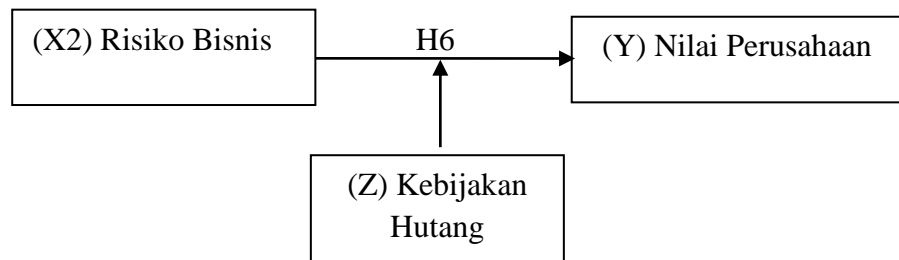 (X2) Risiko Bisnis
H6
(Y) Nilai Perusahaan
(Z) Kebijakan
Hutang